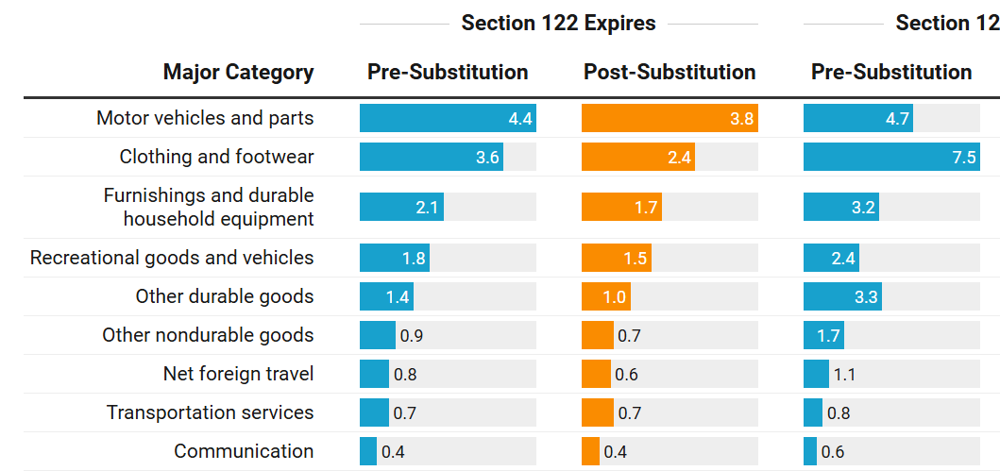 Section 122 Expires Section 12
Major Category Pre-Substitution Post-Substitution Pre-Substitution
Motor vehicles and parts 4.4 3.8 4.7
Clothing and footwear 3.6 2.4 7.5
Furnishings and durable
household equipment 2.1 1.7 3.2
Recreational goods and vehicles 1.8 1.5 2.4
Other durable goods 1.4 1.0 3.3
Other nondurable goods 0.9 0.7 1.7
Net foreign travel 0.8 0.6 1.1
Transportation services 0.7 0.7 0.8
Communication 0.4 0.4 0.6